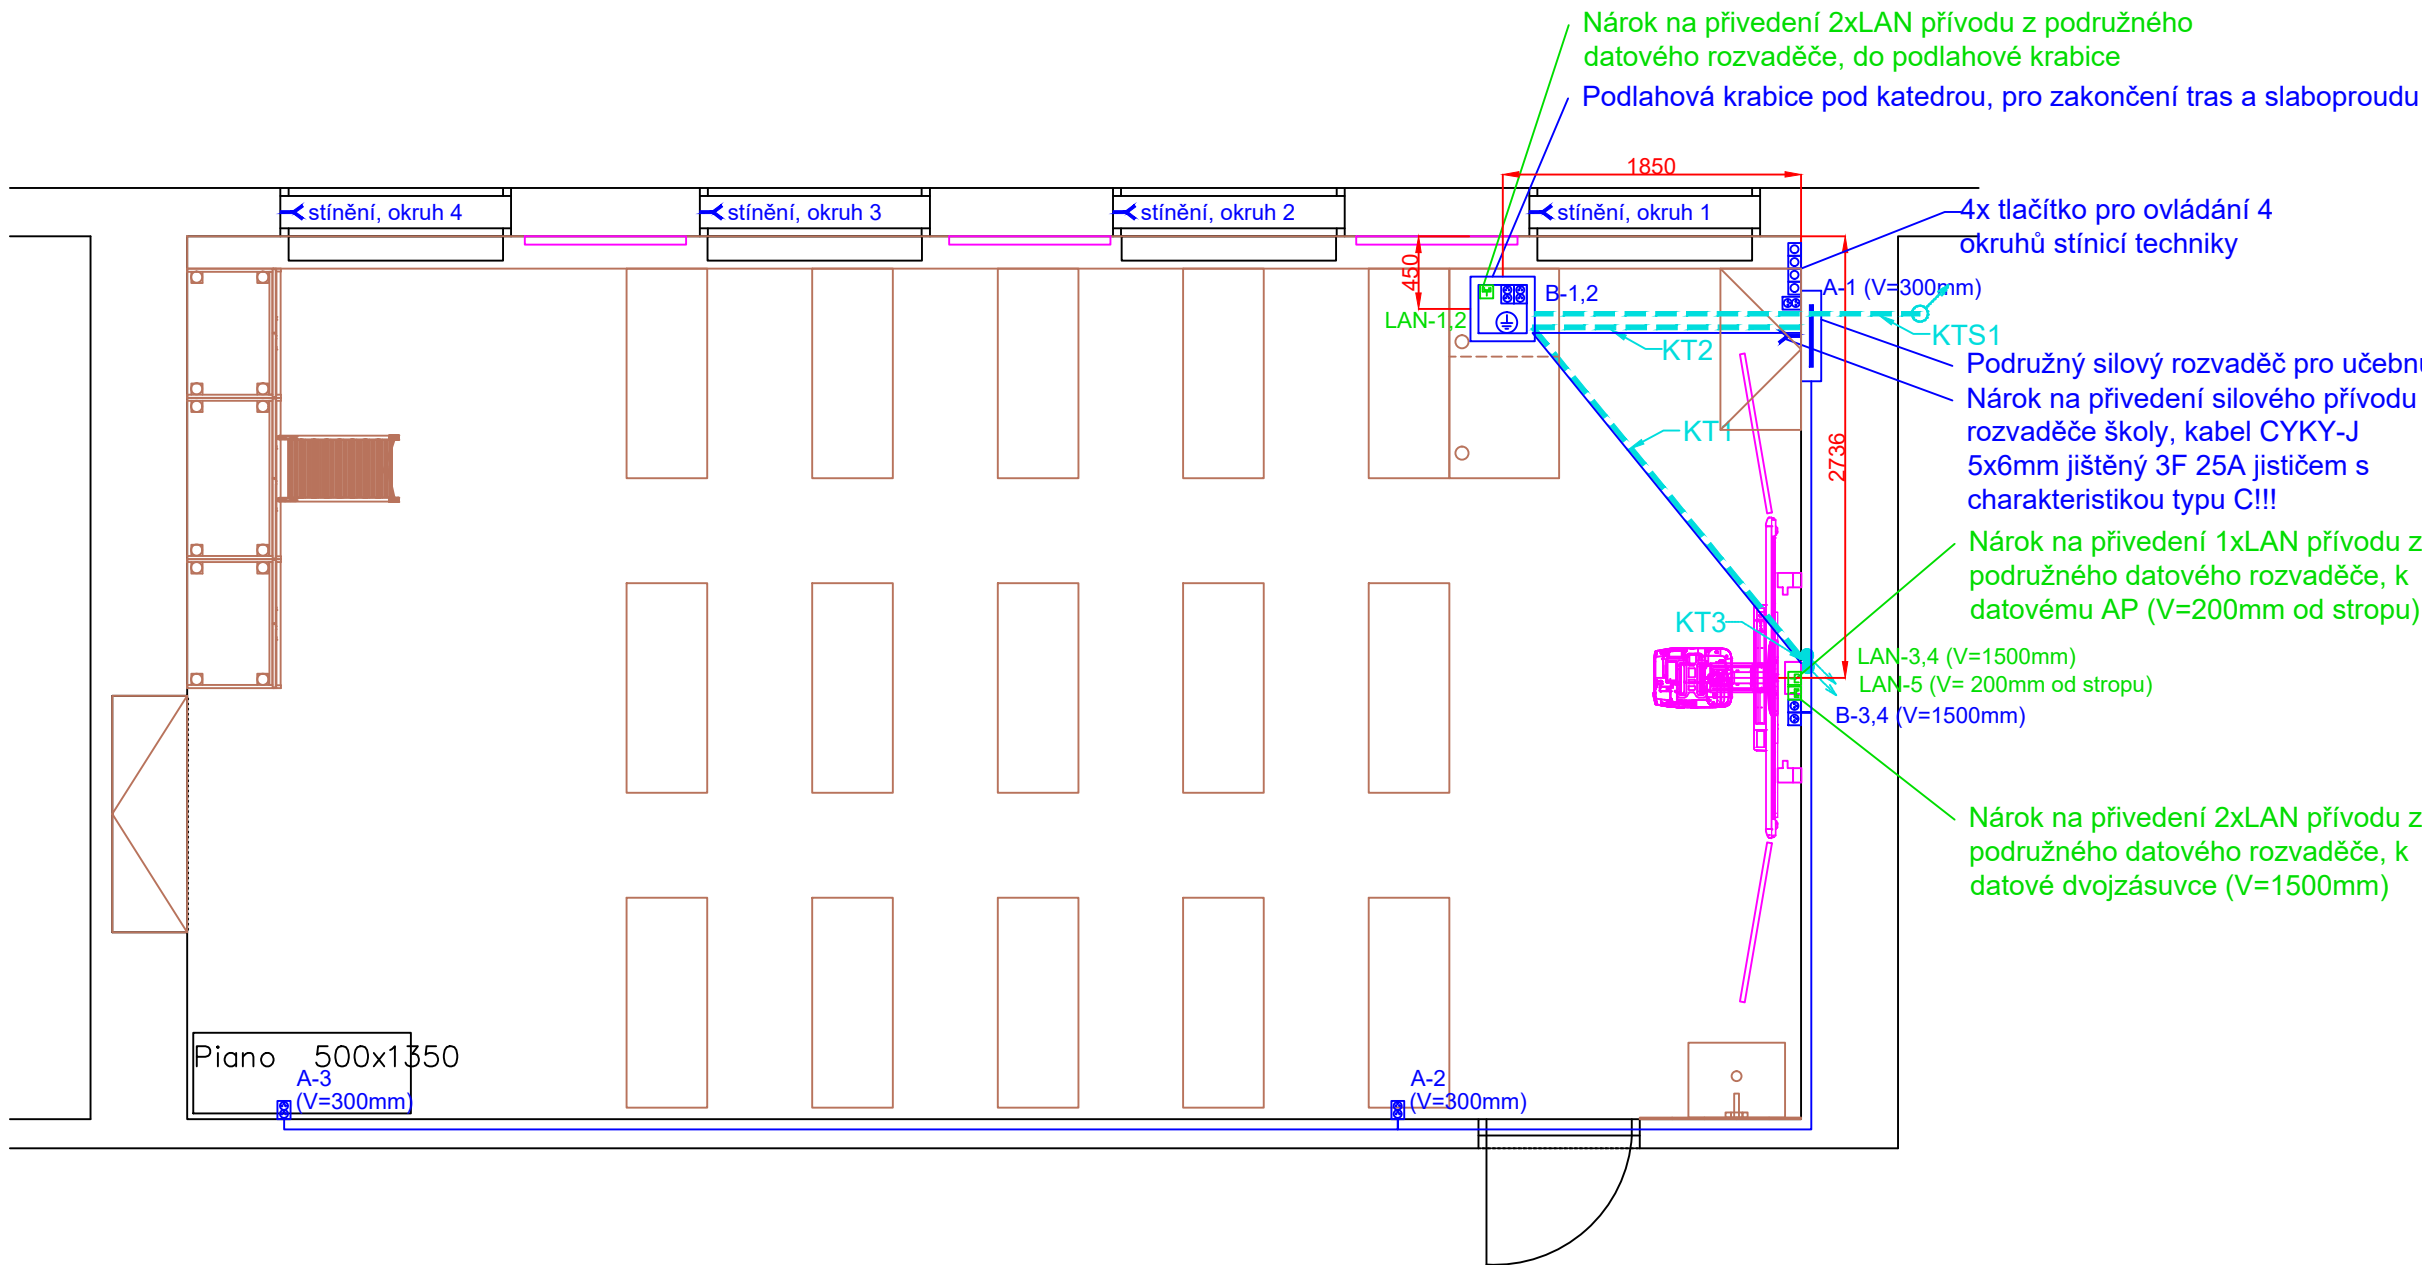 Nárok na přivedení 2xLAN přívodu z podružného
datového rozvaděče, do podlahové krabice
Podlahová krabice pod katedrou, pro zakončení tras a slaboproudu
1850
stínění, okruh 4
stínění, okruh 3
stínění, okruh 2
stínění, okruh 1
4x tlačítko pro ovládání 4
okruhů stínicí techniky
450
B-1,2
A-1 (V=300mm)
LAN-1,2
KTS1
KT2
Podružný silový rozvaděč pro učebnu
Nárok na přivedení silového přívodu
rozvaděče školy, kabel CYKY-J
5x6mm jištěný 3F 25A jističem s
charakteristikou typu C!!!
KT1
2736
Nárok na přivedení 1xLAN přívodu z
podružného datového rozvaděče, k
datovému AP (V=200mm od stropu)
KT3
LAN-3,4 (V=1500mm)
LAN-5 (V= 200mm od stropu)
B-3,4 (V=1500mm)
Nárok na přivedení 2xLAN přívodu z
podružného datového rozvaděče, k
datové dvojzásuvce (V=1500mm)
Piano 500x1350
A-3
(V=300mm)
A-2
(V=300mm)